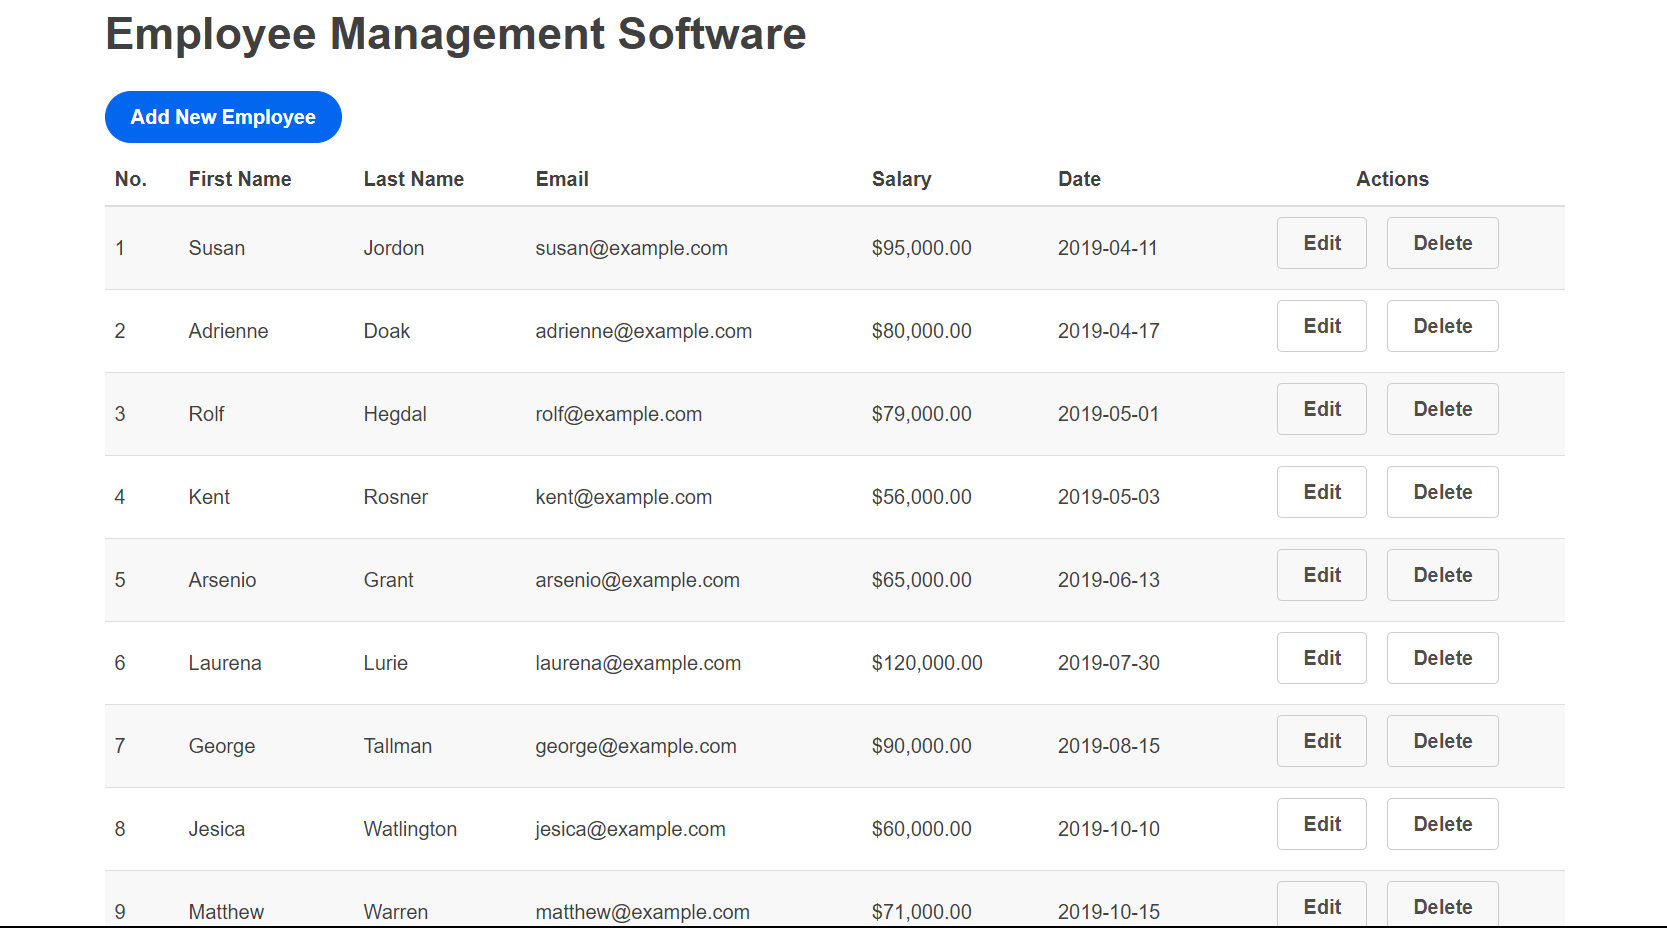 Employee Management Software
Add New Employee
No. First Name Last Name Email Salary Date Actions
1 Susan Jordon susan@example.com $95,000.00 2019-04-11 Edit Delete
2 Adrienne Doak adrienne@example.com $80,000.00 2019-04-17 Edit Delete
3 Rolf Hegdal rolf@example.com $79,000.00 2019-05-01 Edit Delete
4 Kent Rosner kent@example.com $56,000.00 2019-05-03 Edit Delete
5 Arsenio Grant arsenio@example.com $65,000.00 2019-06-13 Edit Delete
6 Laurena Lurie laurena@example.com $120,000.00 2019-07-30 Edit Delete
7 George Tallman george@example.com $90,000.00 2019-08-15 Edit Delete
8 Jesica Watlington jesica@example.com $60,000.00 2019-10-10 Edit Delete
9 Matthew Warren matthew@example.com $71,000.00 2019-10-15 Edit Delete